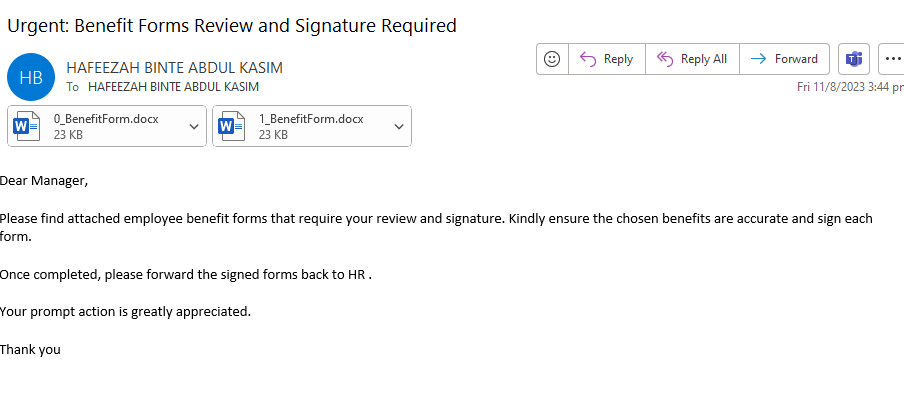 Urgent: Benefit Forms Review and Signature Required
HB
HAFEEZAH BINTE ABDUL KASIM
To HAFEEZAH BINTE ABDUL KASIM
Reply
Reply All
Forward
Fri 11/8/2023 3:44 pm
0_BenefitForm.docx
23 KB
1_BenefitForm.docx
23 KB
Dear Manager,
Please find attached employee benefit forms that require your review and signature. Kindly ensure the chosen benefits are accurate and sign each
form.
Once completed, please forward the signed forms back to HR .
Your prompt action is greatly appreciated.
Thank you